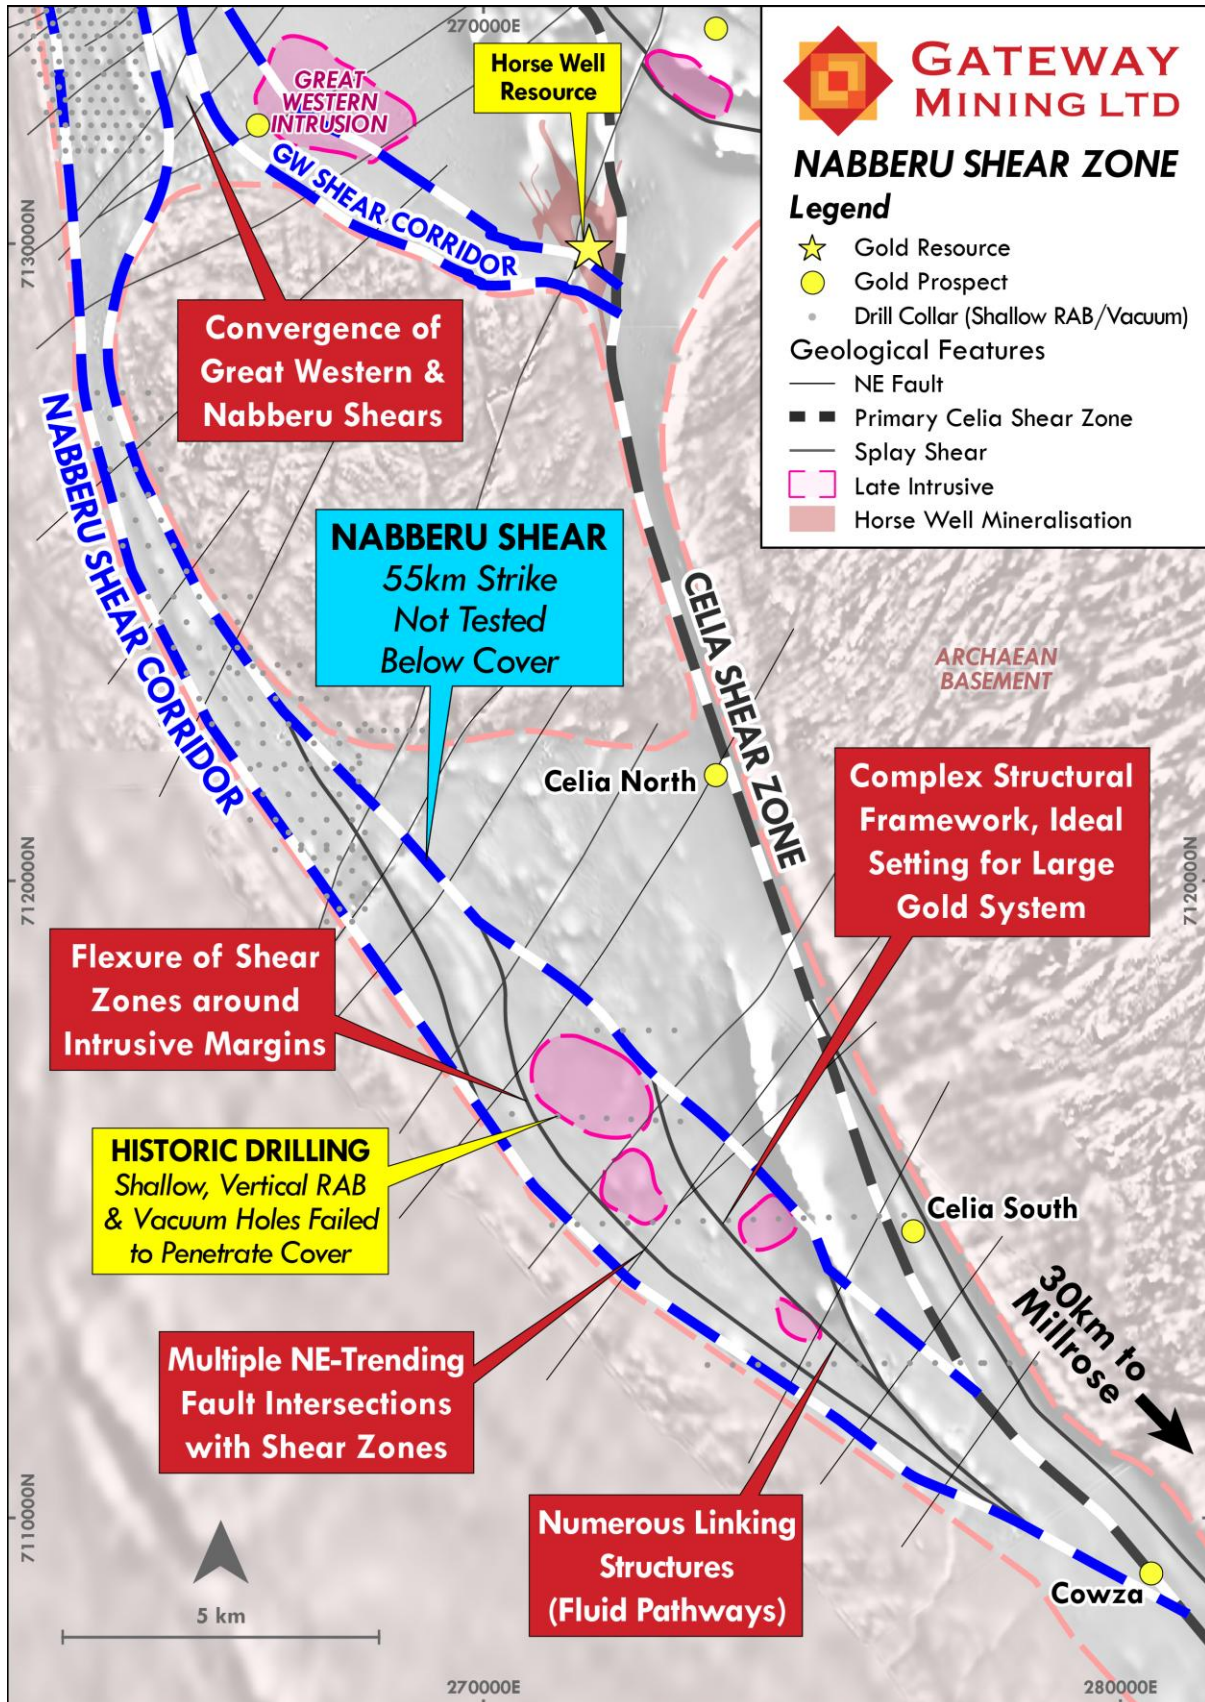 270000E
GATEWAY
MINING LTD
NABBERU SHEAR ZONE
Legend
Gold Resource
Gold Prospect
Drill Collar (Shallow RAB/Vacuum)
Geological Features
NE Fault
Primary Celia Shear Zone
Splay Shear
Late Intrusive
Horse Well Mineralisation
Horse Well
Resource
GREAT
WESTERN
INTRUSION
GW SHEAR CORRIDOR
7130000N
Convergence of
Great Western &
Nabberu Shears
NABBERU SHEAR CORRIDOR
NABBERU SHEAR
55km Strike
Not Tested
Below Cover
CELIA SHEAR ZONE
ARCHAEAN
BASEMENT
Celia North
Complex Structural
Framework, Ideal
Setting for Large
Gold System
7120000N
7120000N
Flexure of Shear
Zones around
Intrusive Margins
HISTORIC DRILLING
Shallow, Vertical RAB
& Vacuum Holes Failed
to Penetrate Cover
Celia South
30km to
Millrose
Multiple NE-Trending
Fault Intersections
with Shear Zones
Numerous Linking
Structures
(Fluid Pathways)
7110000N
Cowza
5 km
270000E
280000E